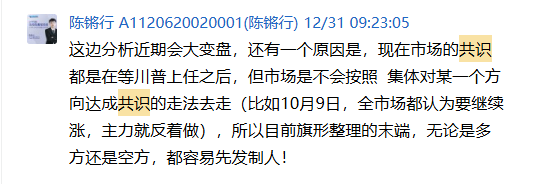 陈锵行 A1120620020001(陈锵行) 12/31 09:23:05
这边分析近期会大变盘，还有一个原因是，现在市场的共识
都是在等川普上任之后，但市场是不会按照 集体对某一个方
向达成共识的走法去走（比如10月9日，全市场都认为要继续
涨，主力就反着做），所以目前旗形整理的末端，无论是多
方还是空方，都容易先发制人！